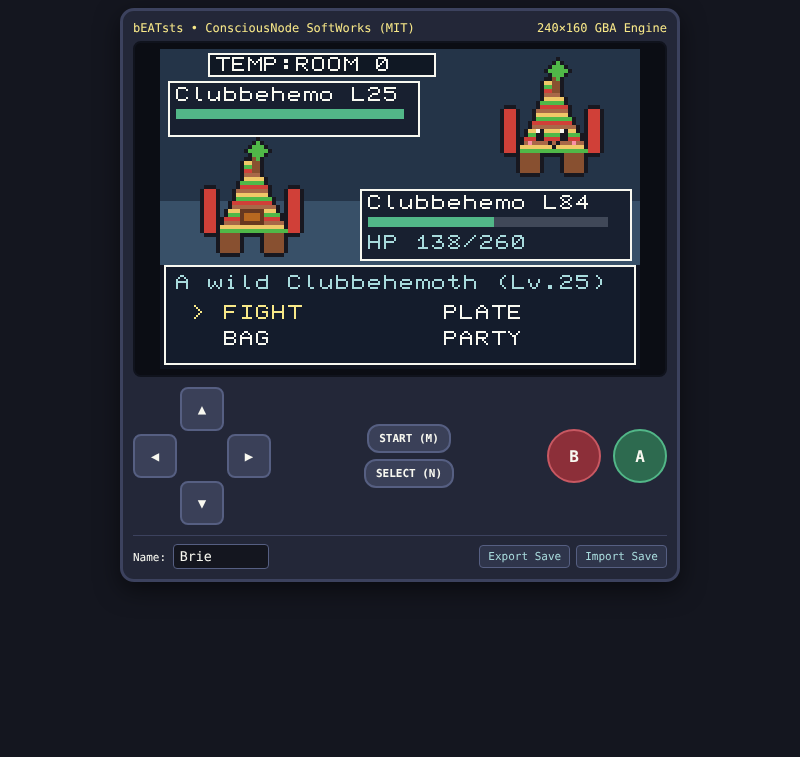 bEATsts • ConsciousNode SoftWorks (MIT)
240×160 GBA Engine
TEMP:ROOM 0
Clubbehemo L25
Clubbehemo L84
HP 138/260
A wild Clubbehemoth (Lv.25)
> FIGHT
PLATE
BAG
PARTY
▲
◀
▶
▼
START (M)
SELECT (N)
B
A
Name:
Brie
Export Save
Import Save